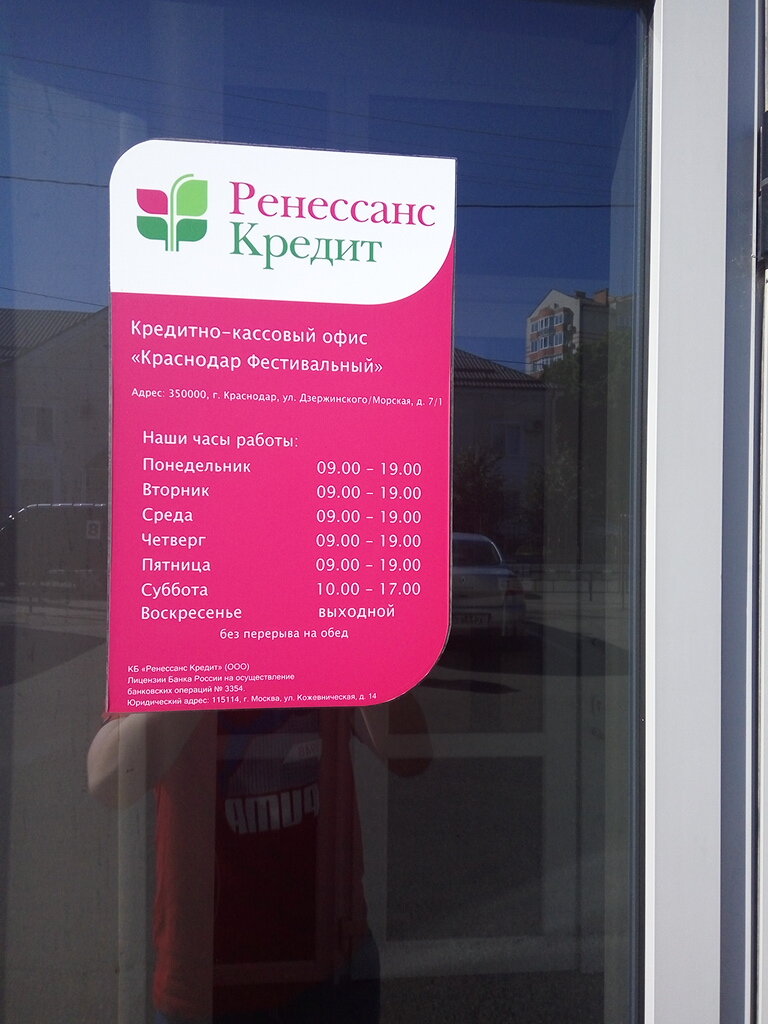 Ренессанс
Кредит
Кредитно-кассовый офис
«Краснодар Фестивальный»
Адрес: 350000, г. Краснодар, ул. Дзержинского/Морская, д. 7/1
Наши часы работы:
Понедельник 09.00 – 19.00
Вторник 09.00 – 19.00
Среда 09.00 – 19.00
Четверг 09.00 – 19.00
Пятница 09.00 – 19.00
Суббота 10.00 – 17.00
Воскресенье выходной
без перерыва на обед
КБ «Ренессанс Кредит» (ООО)
Лицензии Банка России на осуществление
банковских операций № 3354.
Юридический адрес: 115114, г. Москва, ул. Кожевническая, д. 14
PUMA